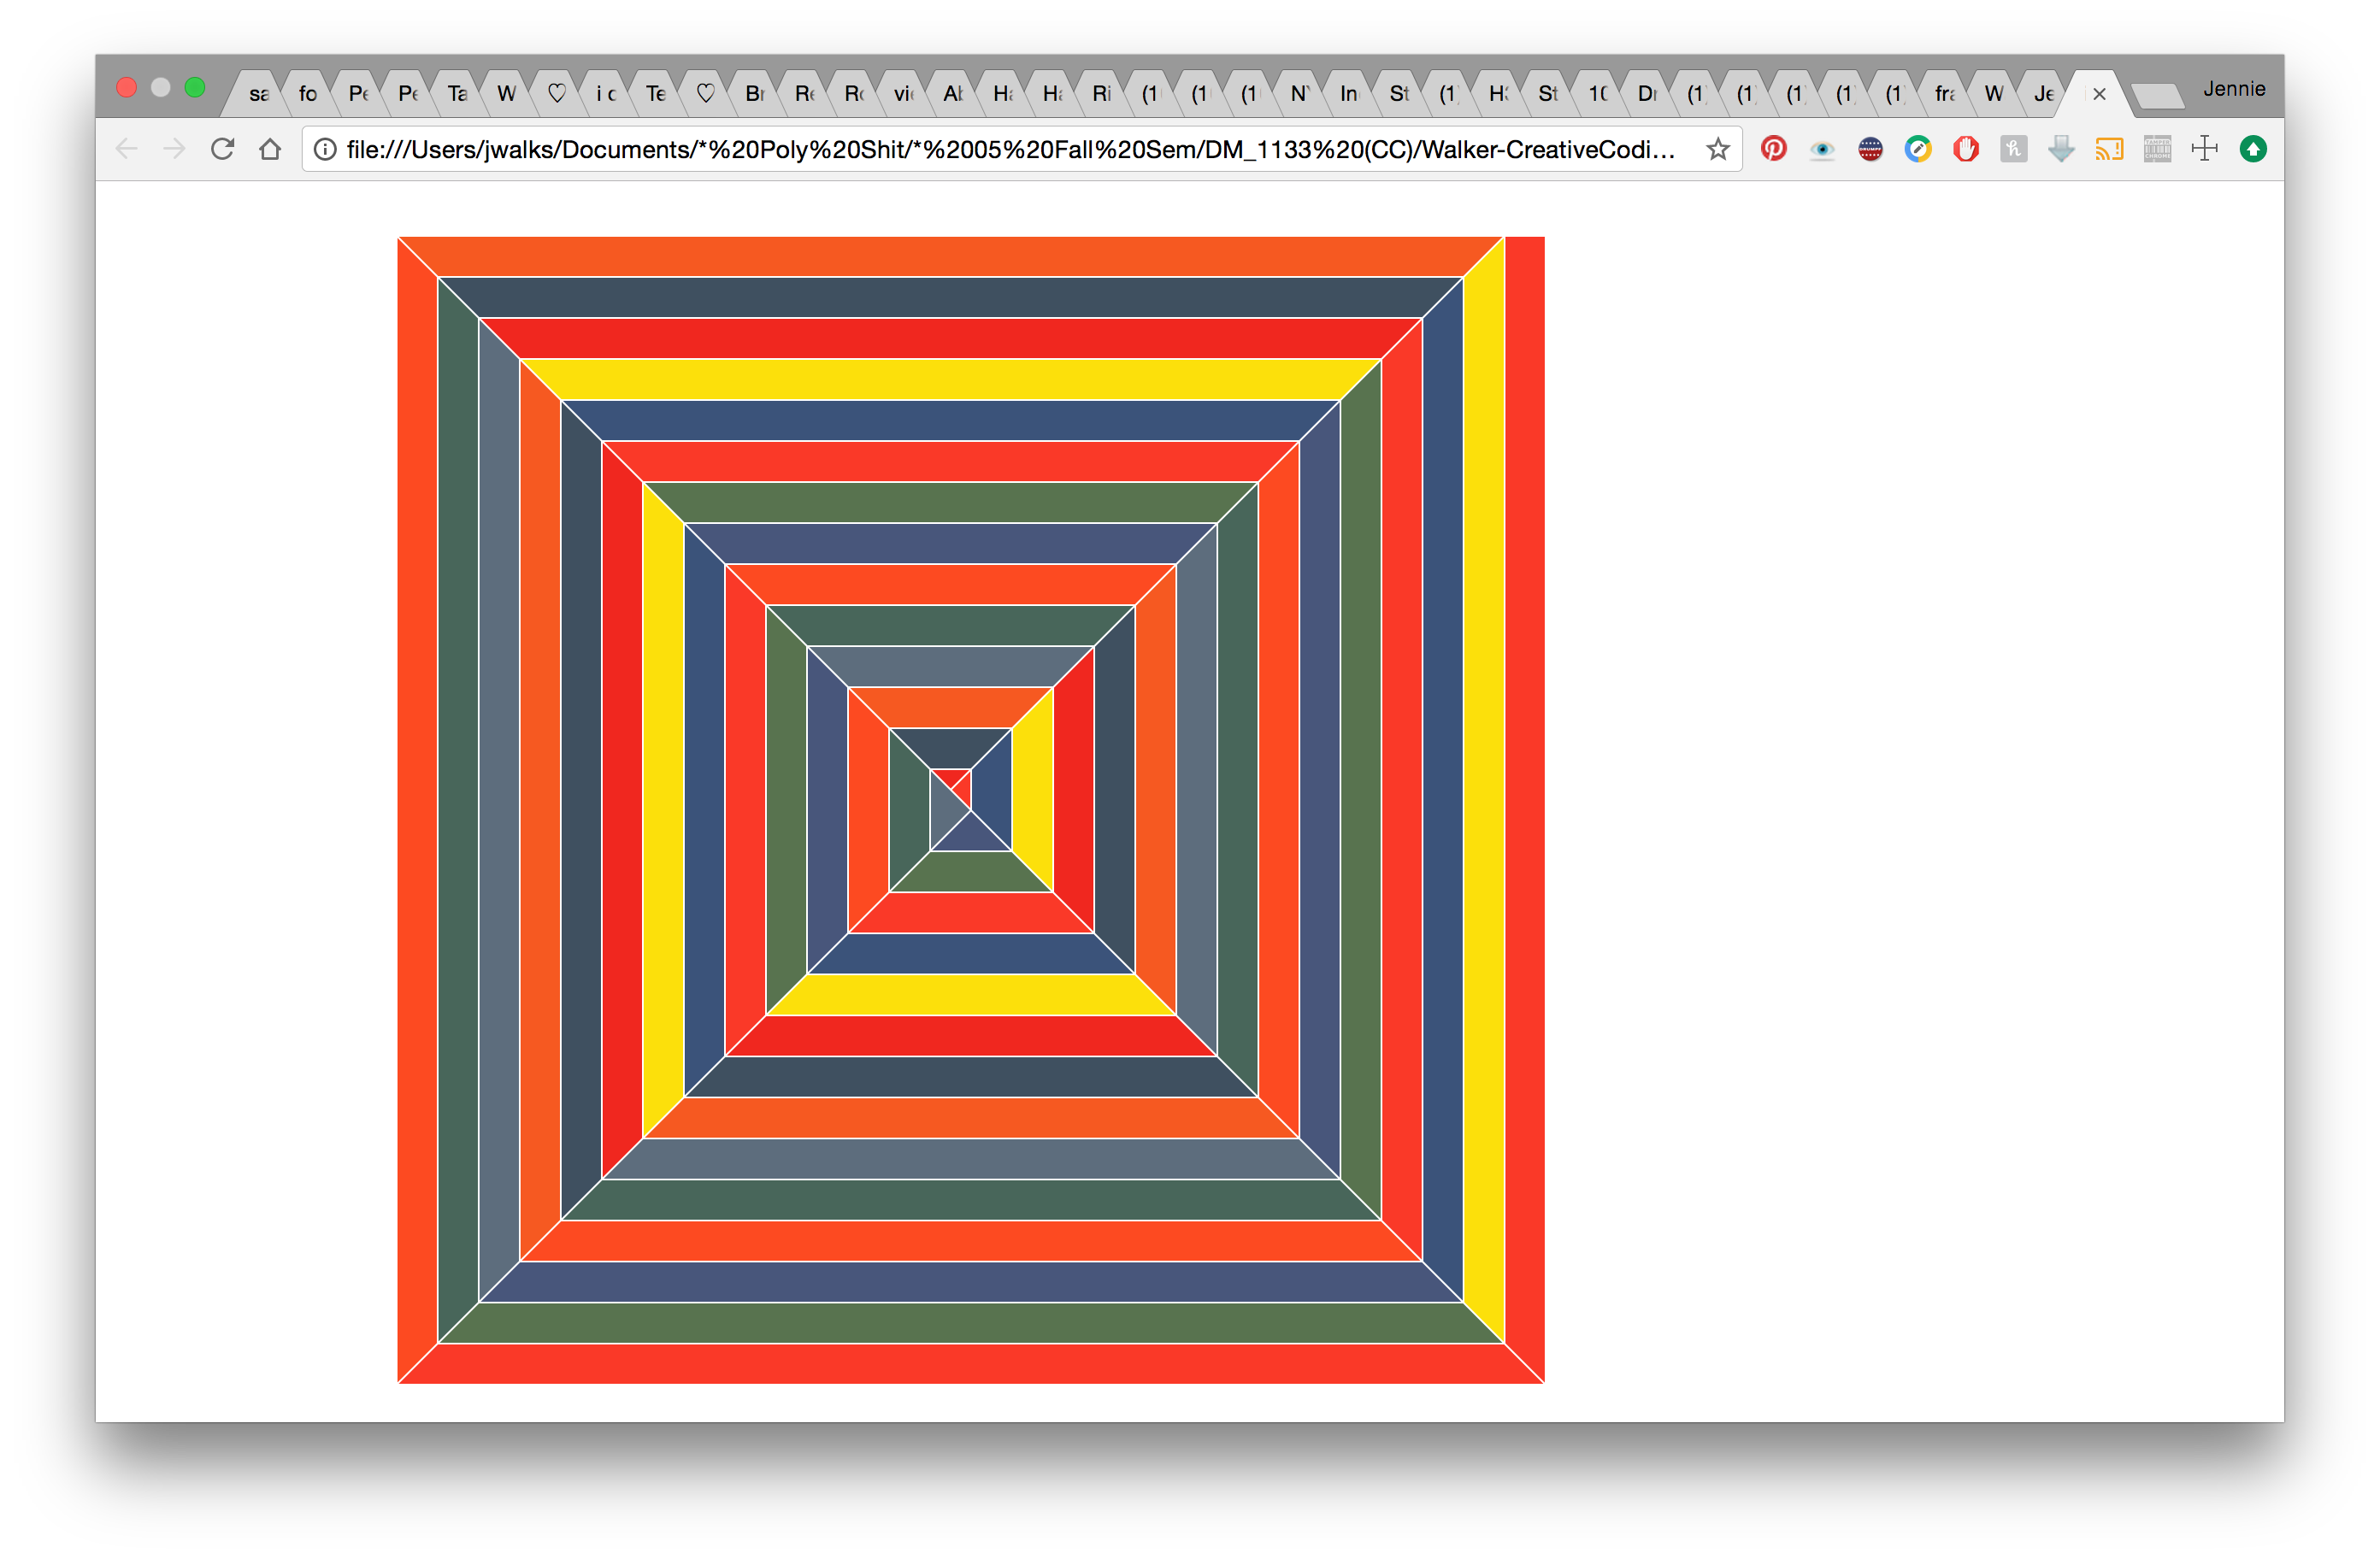 sa fo Pe Pe Ta W ♡ i c Te ♡ Br Re Ro vie Ab Ha Ha Ri (1 (1 (1 N In St (1) H St 10 Dr (1) (1) (1) (1) (1) fra W Je Jennie
file:///Users/jwalks/Documents/*%20Poly%20Shit/*%2005%20Fall%20Sem/DM_1133%20(CC)/Walker-CreativeCodi...